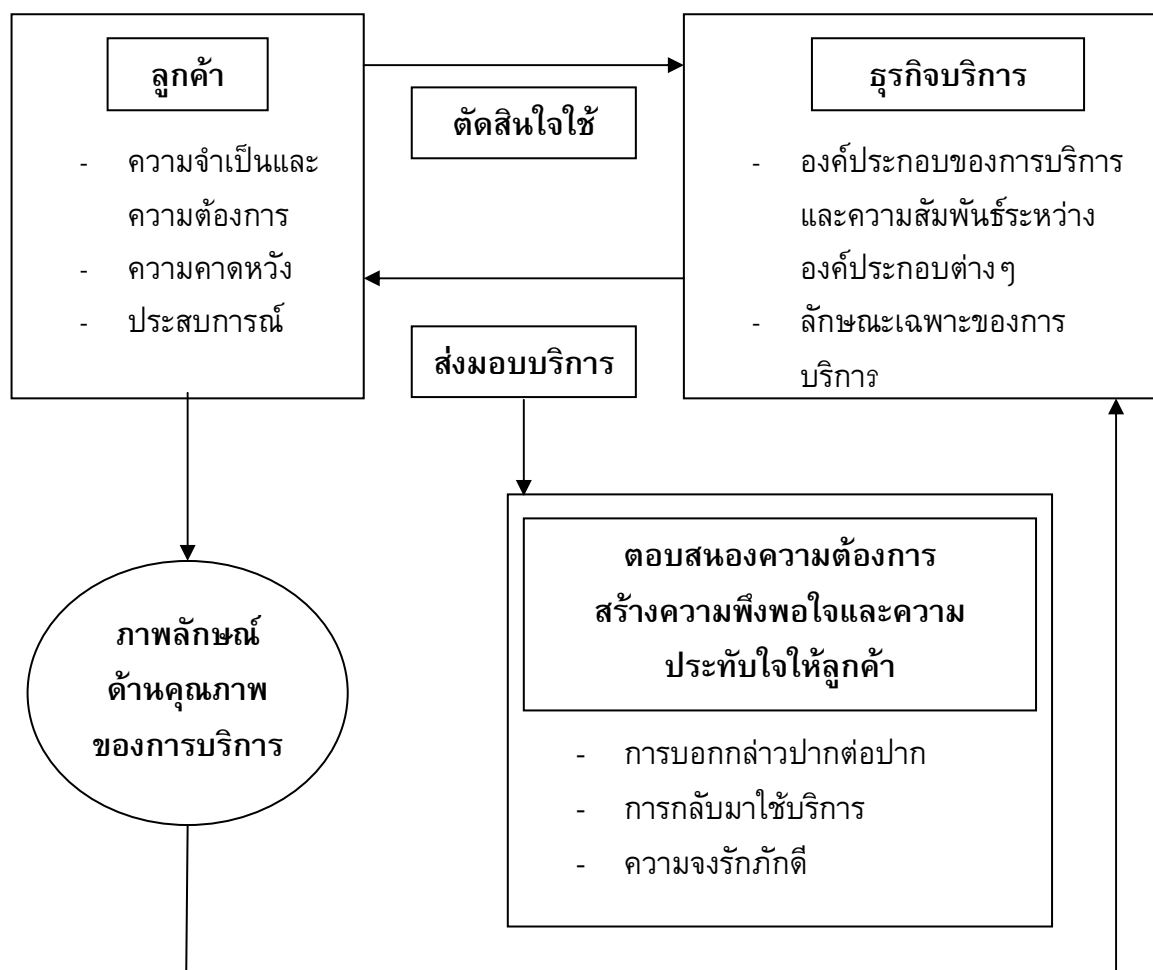 ลูกค้า
- ความจำเป็นและ
ความต้องการ
- ความคาดหวัง
- ประสบการณ์
ตัดสินใจใช้
ส่งมอบบริการ
ธุรกิจบริการ
- องค์ประกอบของการบริการ
และความสัมพันธ์ระหว่าง
องค์ประกอบต่างๆ
- ลักษณะเฉพาะของการ
บริการ
ภาพลักษณ์
ด้านคุณภาพ
ของการบริการ
ตอบสนองความต้องการ
สร้างความพึงพอใจและความ
ประทับใจให้ลูกค้า
- การบอกกล่าวปากต่อปาก
- การกลับมาใช้บริการ
- ความจงรักภักดี